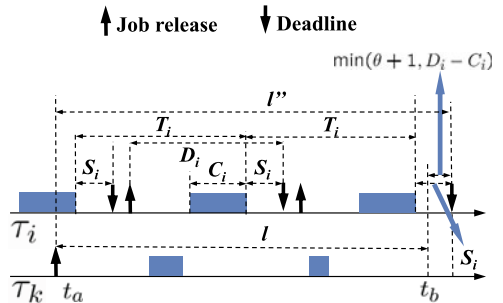 Job release Deadline
min(θ + 1, D_i − C_i)
l’’
T_i T_i
D_i
S_i C_i S_i
τ_i
S_i
l
τ_k t_a t_b